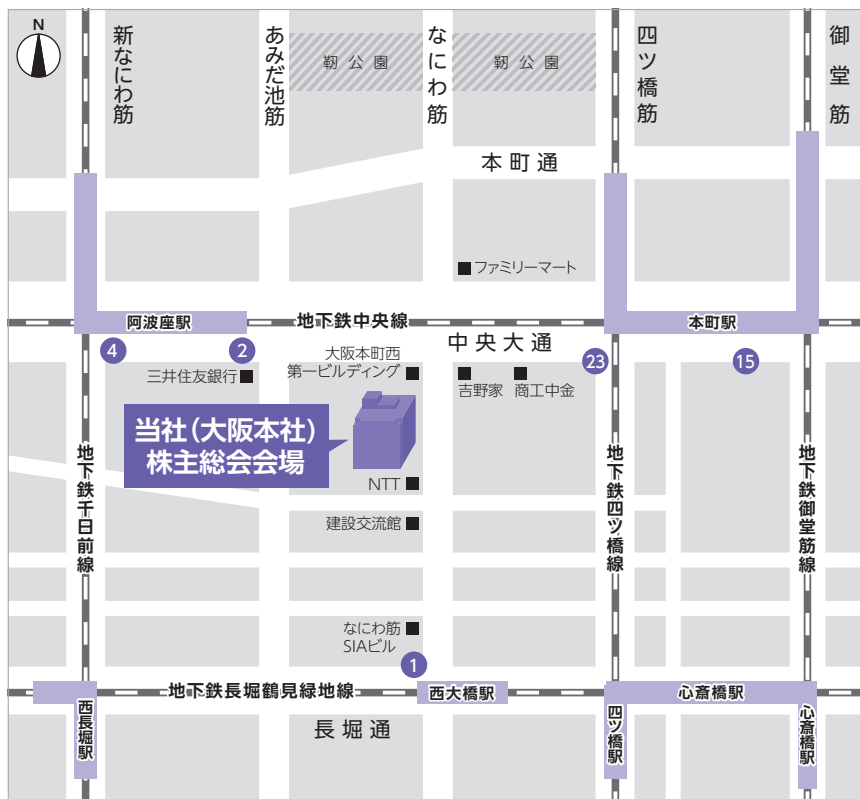 N
新なにわ筋
あみだ池筋
なにわ筋
四ツ橋筋
御堂筋
靭公園
靭公園
本町通
ファミリーマート
阿波座駅
地下鉄中央線
本町駅
中央大通
4
2
23
15
三井住友銀行
大阪本町西
第一ビルディング
吉野家
商工中金
当社(大阪本社)
株主総会会場
NTT
建設交流館
地下鉄千日前線
地下鉄四ツ橋線
地下鉄御堂筋線
なにわ筋
SIAビル
1
地下鉄長堀鶴見緑地線
西大橋駅
心斎橋駅
西長堀駅
長堀通
四ツ橋駅
心斎橋駅